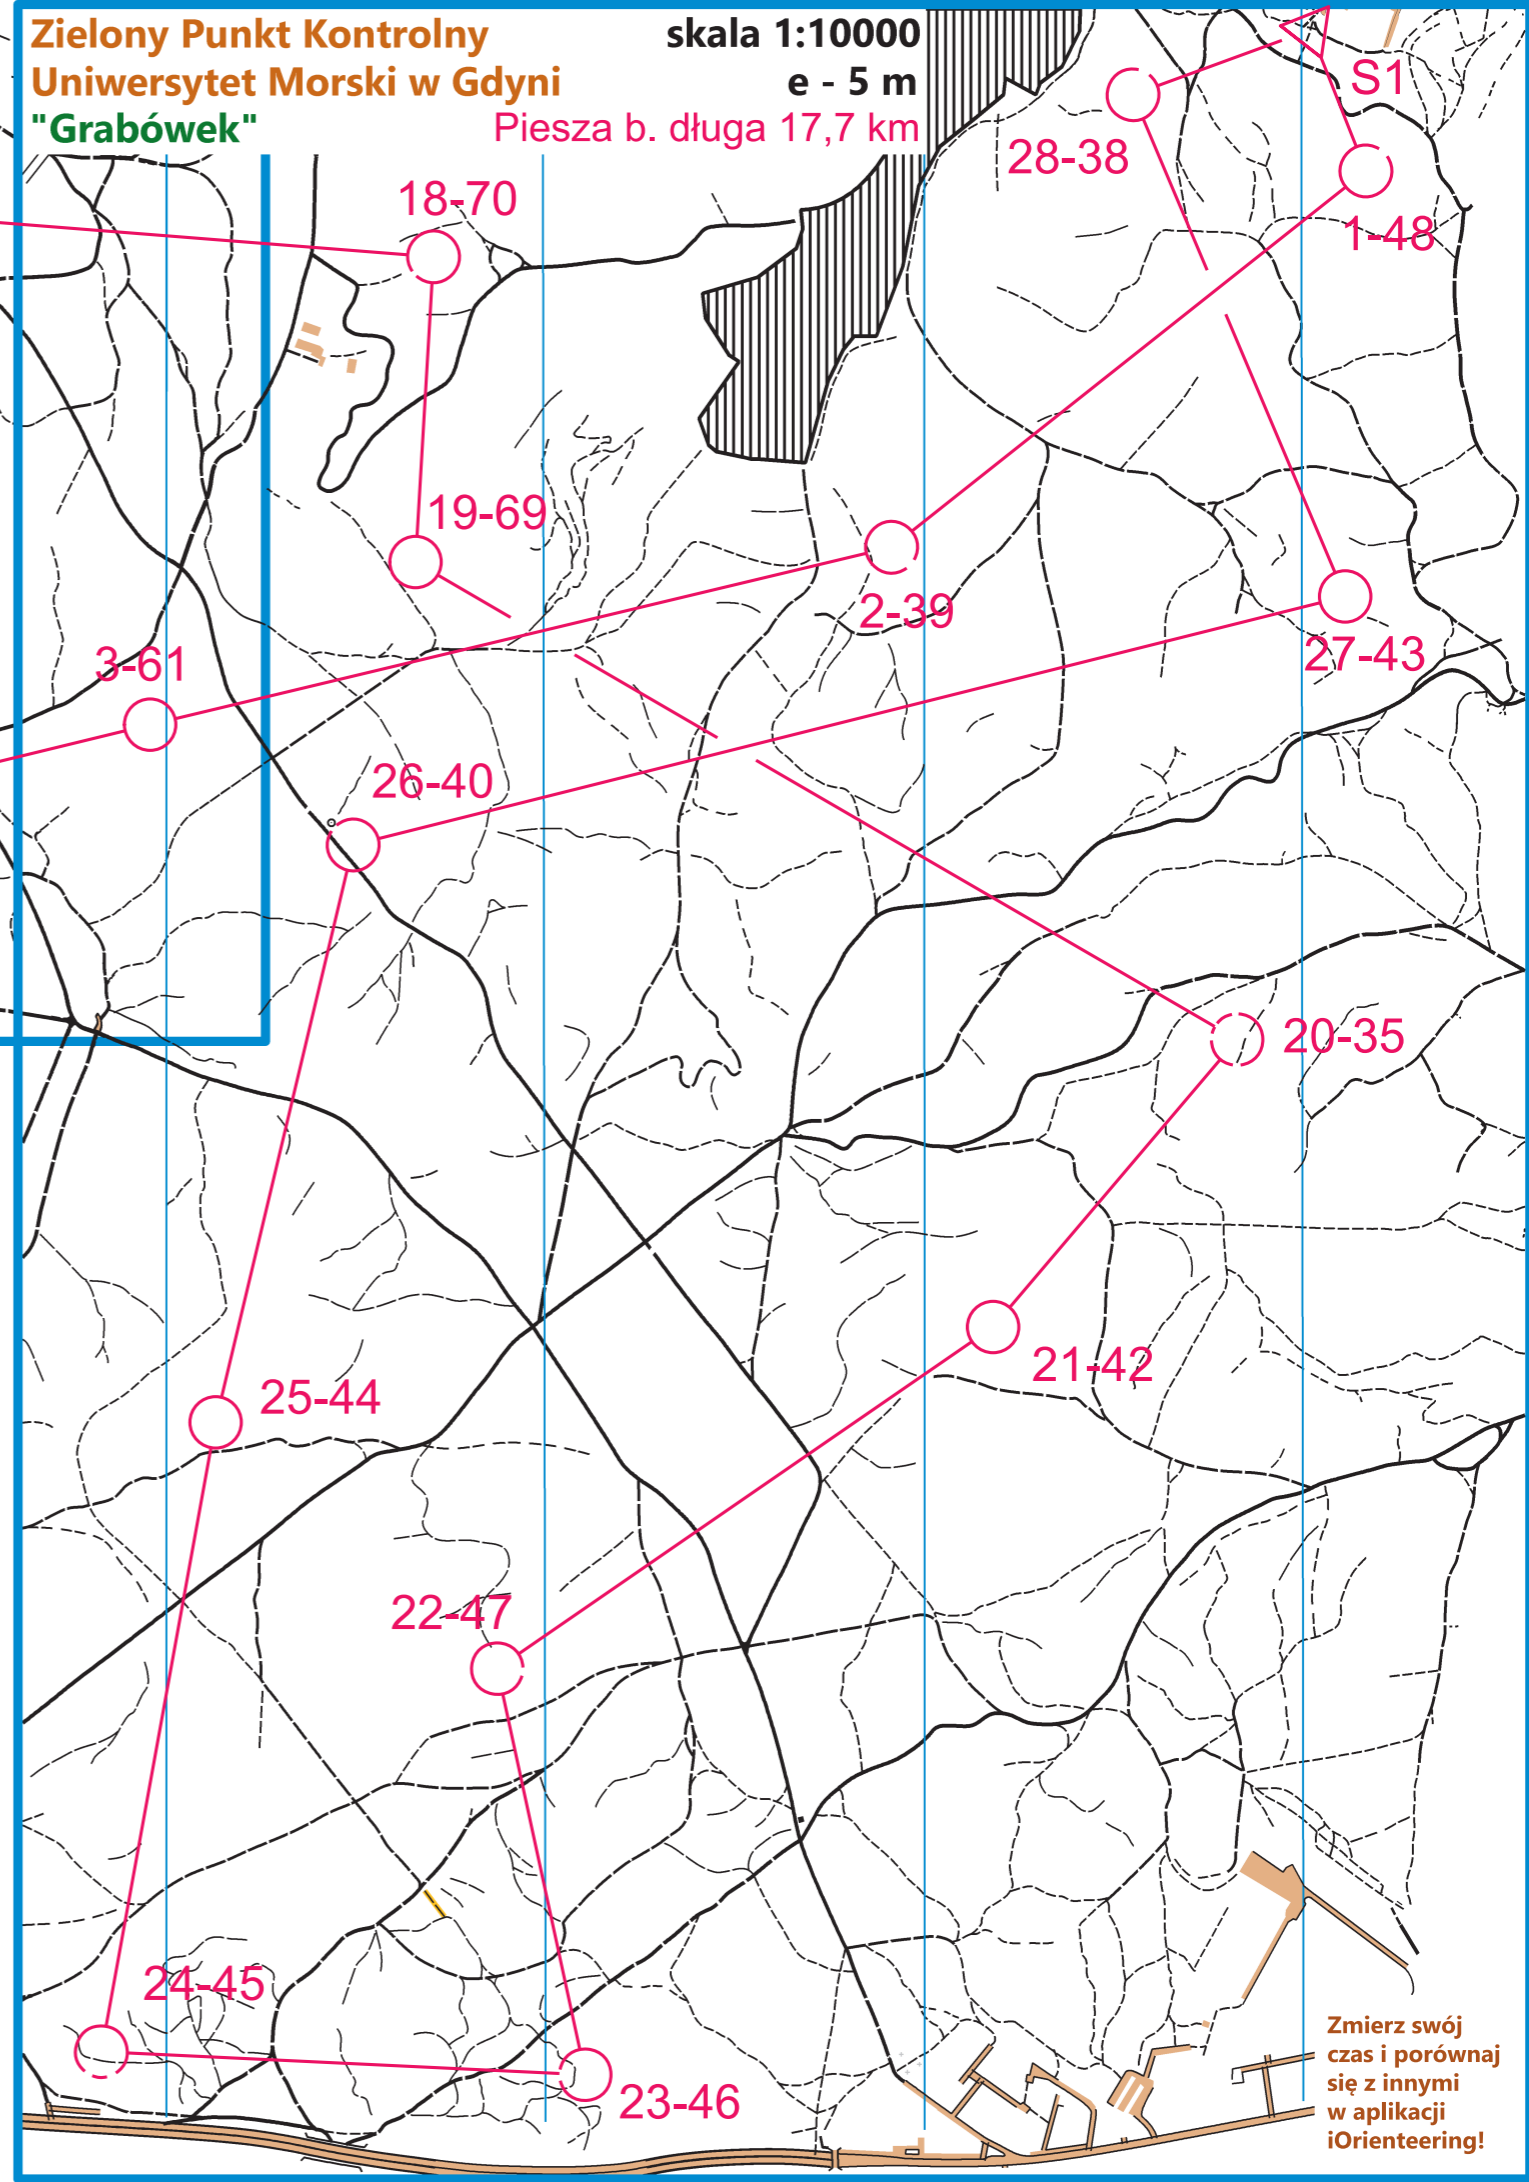 Zielony Punkt Kontrolny
Uniwersytet Morski w Gdyni
"Grabówek"
skala 1:10000
e - 5 m
Piesza b. długa 17,7 km
S1
28-38
1-48
18-70
19-69
2-39
27-43
3-61
26-40
20-35
21-42
25-44
22-47
24-45
23-46
Zmierz swój
czas i porównaj
się z innymi
w aplikacji
iOrienteering!